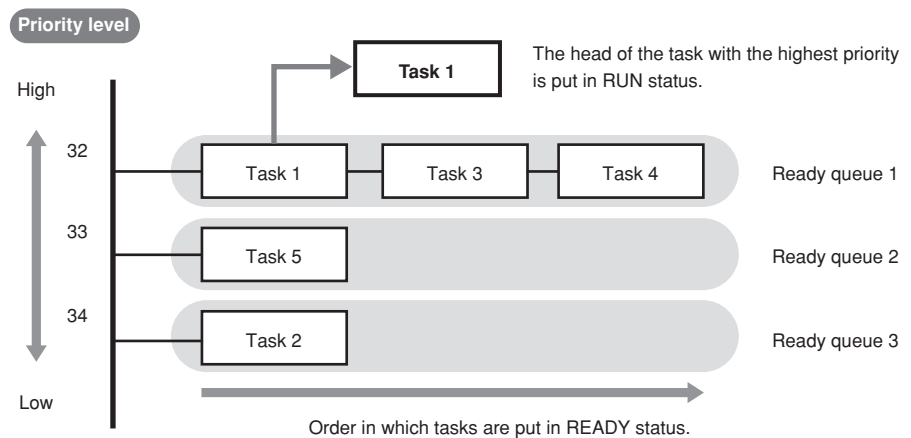 Priority level
Task 1
The head of the task with the highest priority
is put in RUN status.
High
32
Task 1
Task 3
Task 4
Ready queue 1
33
Task 5
Ready queue 2
34
Task 2
Ready queue 3
Low
Order in which tasks are put in READY status.